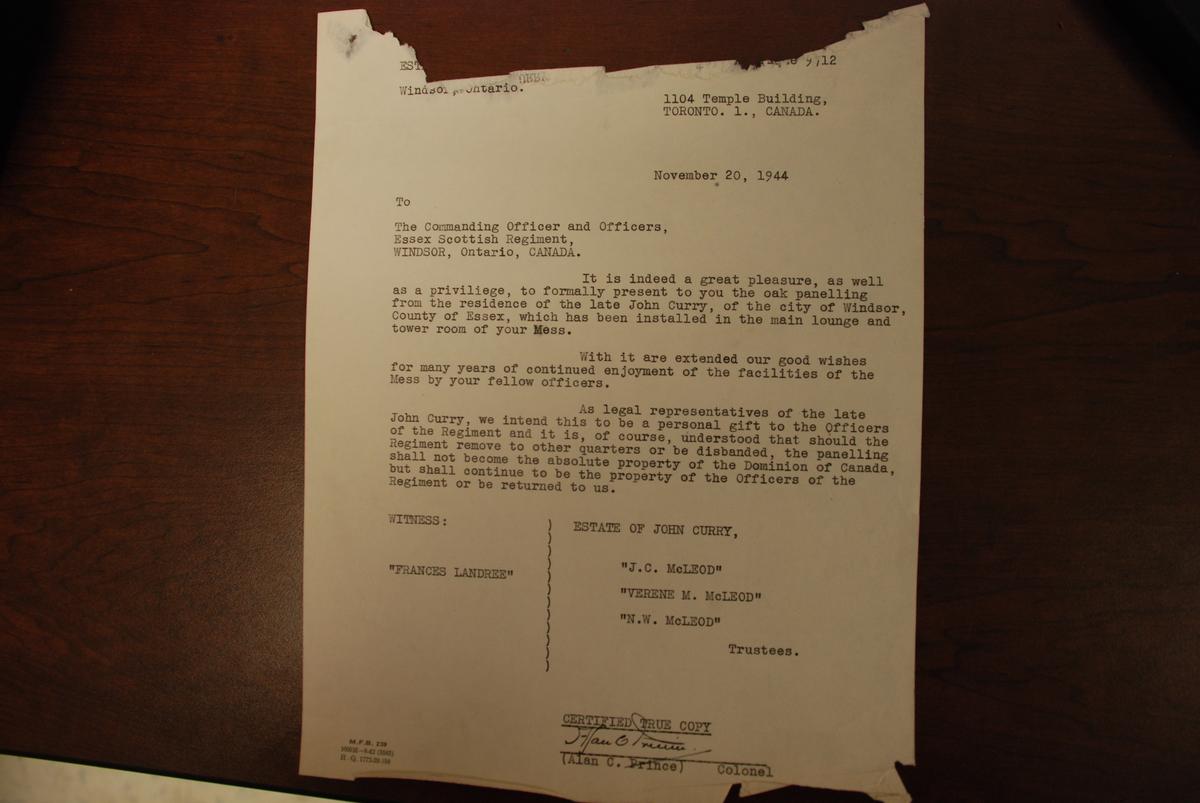 EST
Windsor, Ontario.
1104 Temple Building,
TORONTO. 1., CANADA.
November 20, 1944
To
The Commanding Officer and Officers,
Essex Scottish Regiment,
WINDSOR, Ontario, CANADA.
It is indeed a great pleasure, as well
as a priviliege, to formally present to you the oak panelling
from the residence of the late John Curry, of the city of Windsor,
County of Essex, which has been installed in the main lounge and
tower room of your Mess.
With it are extended our good wishes
for many years of continued enjoyment of the facilities of the
Mess by your fellow officers.
As legal representatives of the late
John Curry, we intend this to be a personal gift to the Officers
of the Regiment and it is, of course, understood that should the
Regiment remove to other quarters or be disbanded, the panelling
shall not become the absolute property of the Dominion of Canada,
but shall continue to be the property of the Officers of the
Regiment or be returned to us.
WITNESS:
"FRANCES LANDREE"
ESTATE OF JOHN CURRY,
"J.C. McLEOD"
"VERENE M. McLEOD"
"N.W. McLEOD"
Trustees.
CERTIFIED TRUE COPY
(Alan C. Prince) Colonel
M.F.B. 239